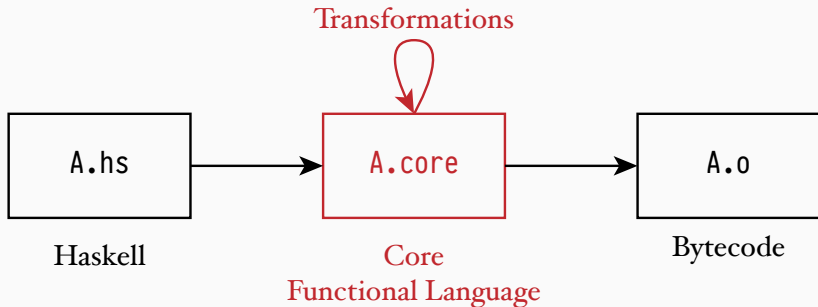 Transformations
A.hs
A.core
A.o
Haskell
Core
Functional Language
Bytecode